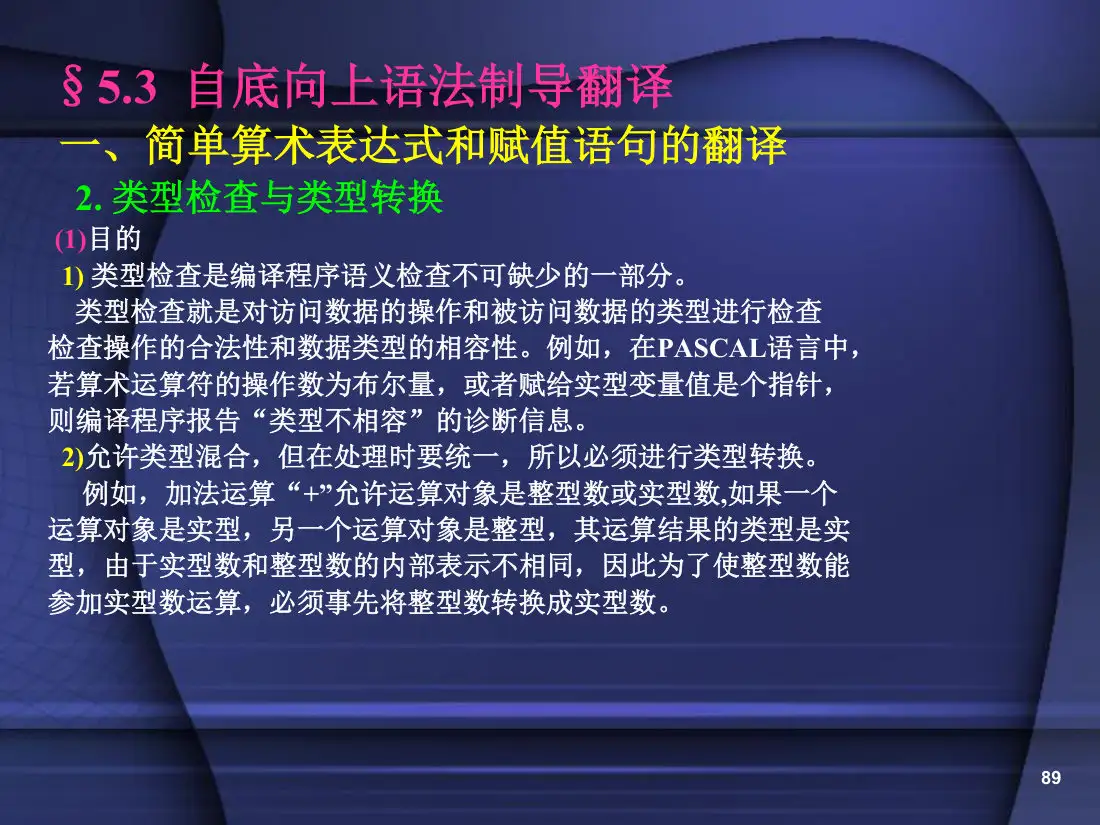 §5.3 自底向上语法制导翻译
一、简单算术表达式和赋值语句的翻译
2. 类型检查与类型转换
(1)目的
1) 类型检查是编译程序语义检查不可缺少的一部分。
类型检查就是对访问数据的操作和被访问数据的类型进行检查
检查操作的合法性和数据类型的相容性。例如，在PASCAL语言中，
若算术运算符的操作数为布尔量，或者赋给实型变量值是个指针，
则编译程序报告“类型不相容”的诊断信息。
2)允许类型混合，但在处理时要统一，所以必须进行类型转换。
例如，加法运算“+”允许运算对象是整型数或实型数,如果一个
运算对象是实型，另一个运算对象是整型，其运算结果的类型是实
型，由于实型数和整型数的内部表示不相同，因此为了使整型数能
参加实型数运算，必须事先将整型数转换成实型数。
89